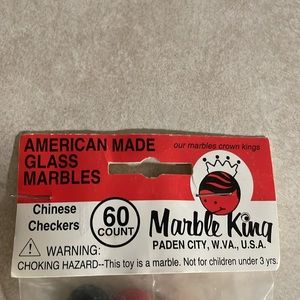 AMERICAN MADE
GLASS
MARBLES
our marbles crown kings
Chinese
Checkers
60
COUNT
Marble King
PADEN CITY, W.VA., U.S.A.
⚠ WARNING:
CHOKING HAZARD--This toy is a marble. Not for children under 3 yrs.